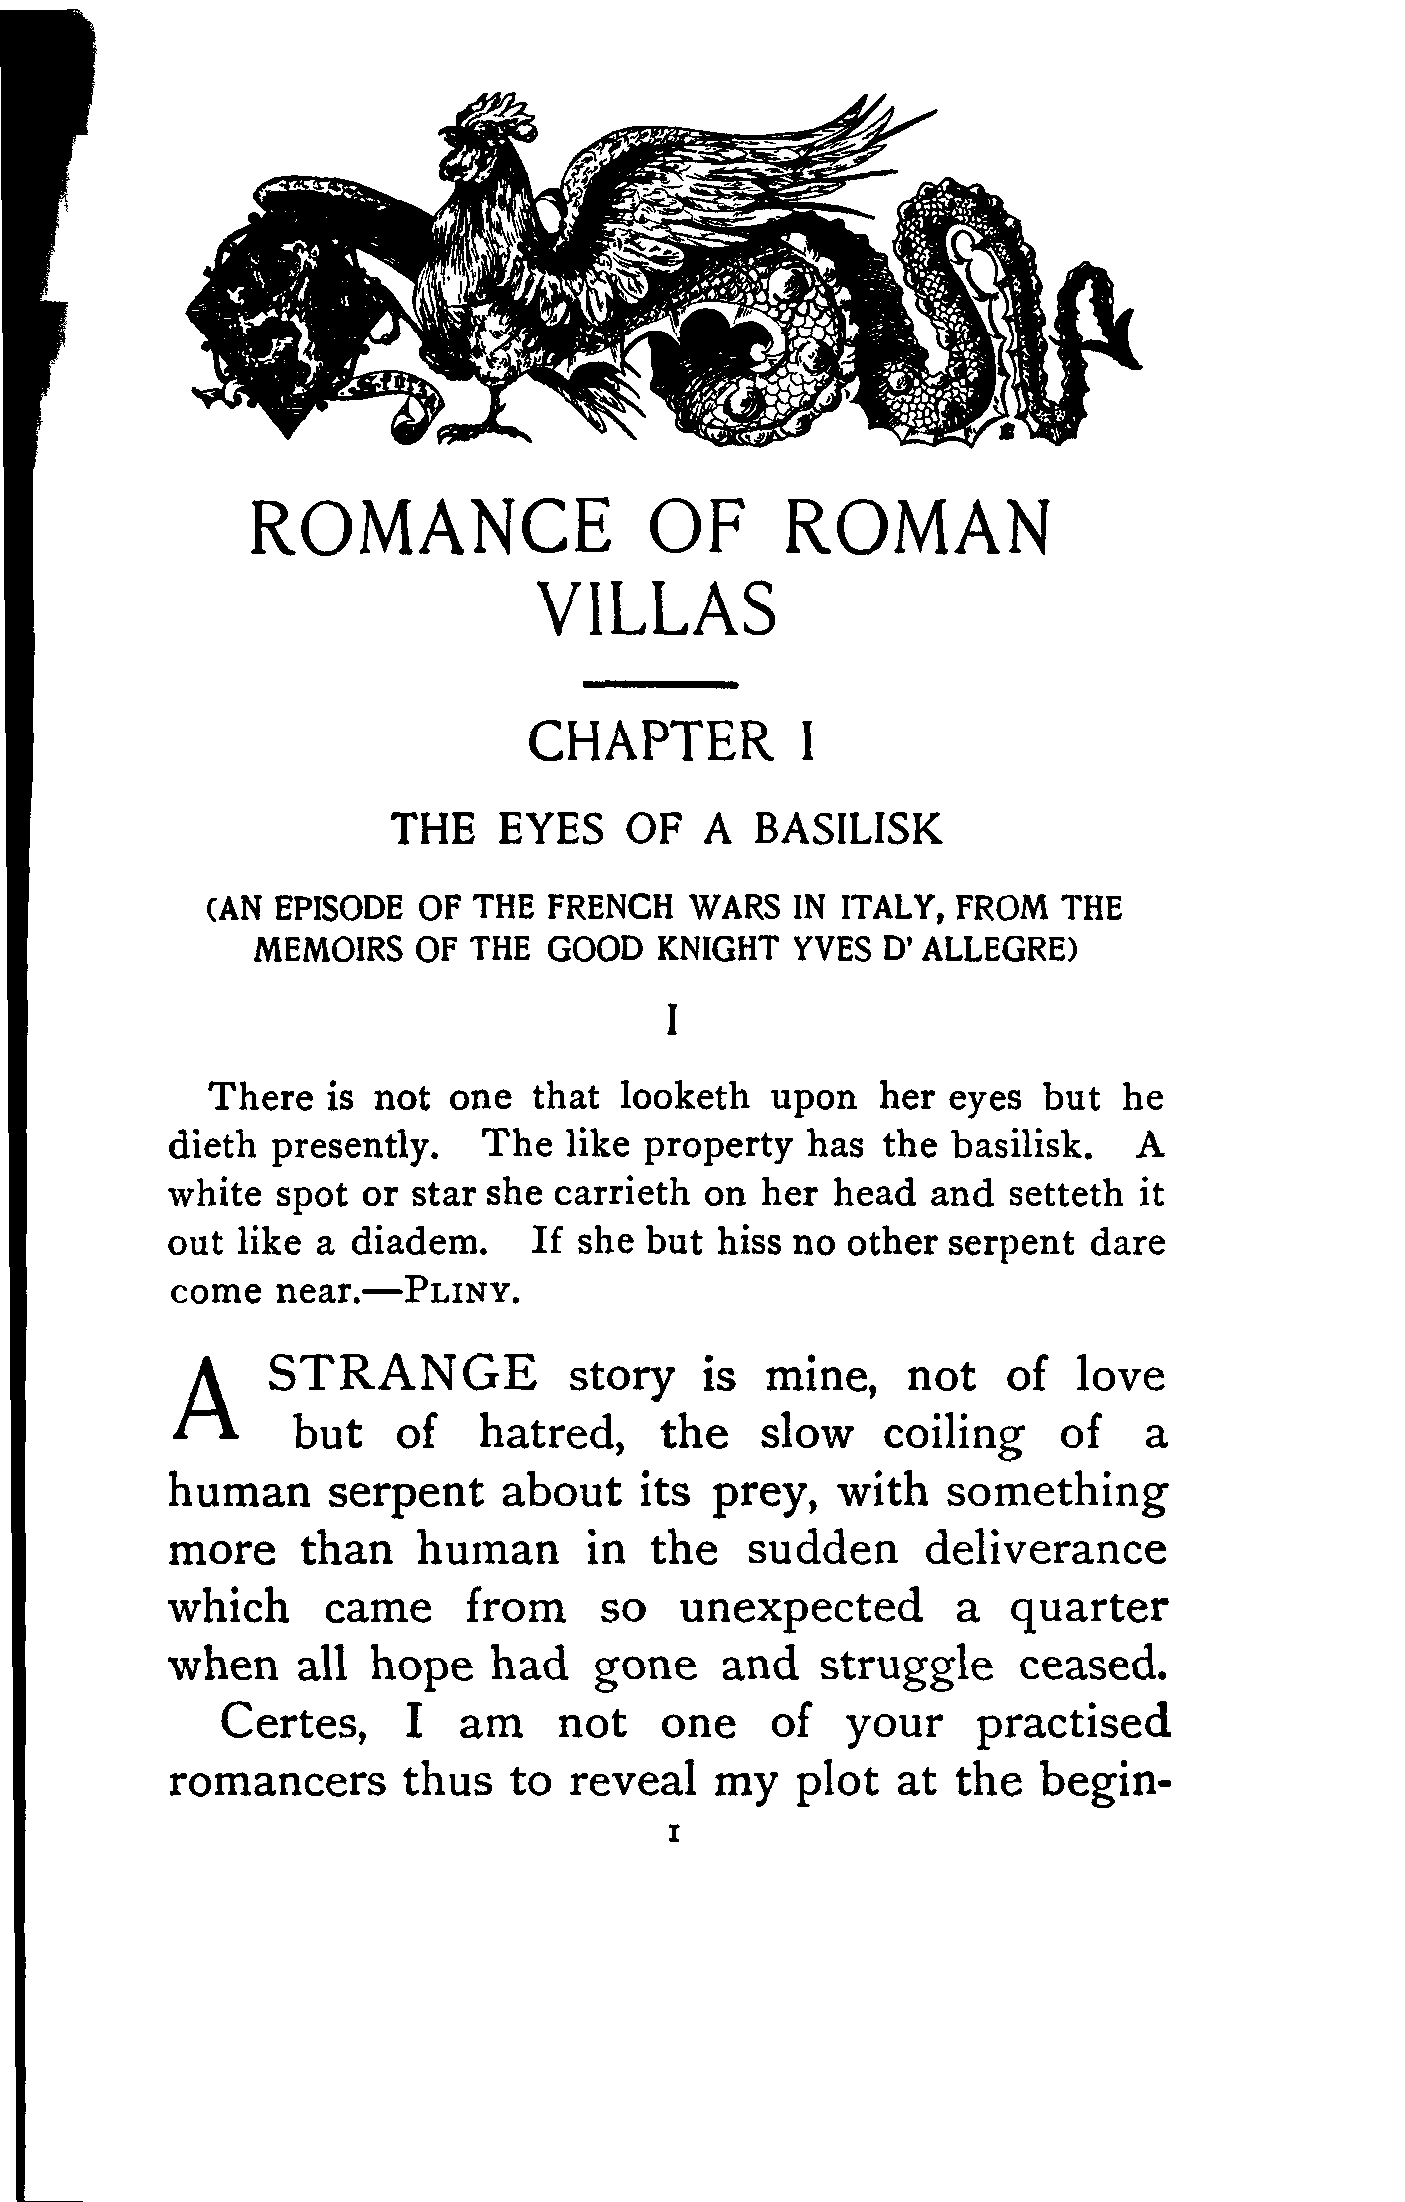 ROMANCE OF ROMAN
VILLAS
CHAPTER I
THE EYES OF A BASILISK
(AN EPISODE OF THE FRENCH WARS IN ITALY, FROM THE
MEMOIRS OF THE GOOD KNIGHT YVES D' ALLEGRE)
I
There is not one that looketh upon her eyes but he
dieth presently. The like property has the basilisk. A
white spot or star she carrieth on her head and setteth it
out like a diadem. If she but hiss no other serpent dare
come near.—PLINY.
A STRANGE story is mine, not of love
but of hatred, the slow coiling of a
human serpent about its prey, with something
more than human in the sudden deliverance
which came from so unexpected a quarter
when all hope had gone and struggle ceased.
Certes, I am not one of your practised
romancers thus to reveal my plot at the begin-
1